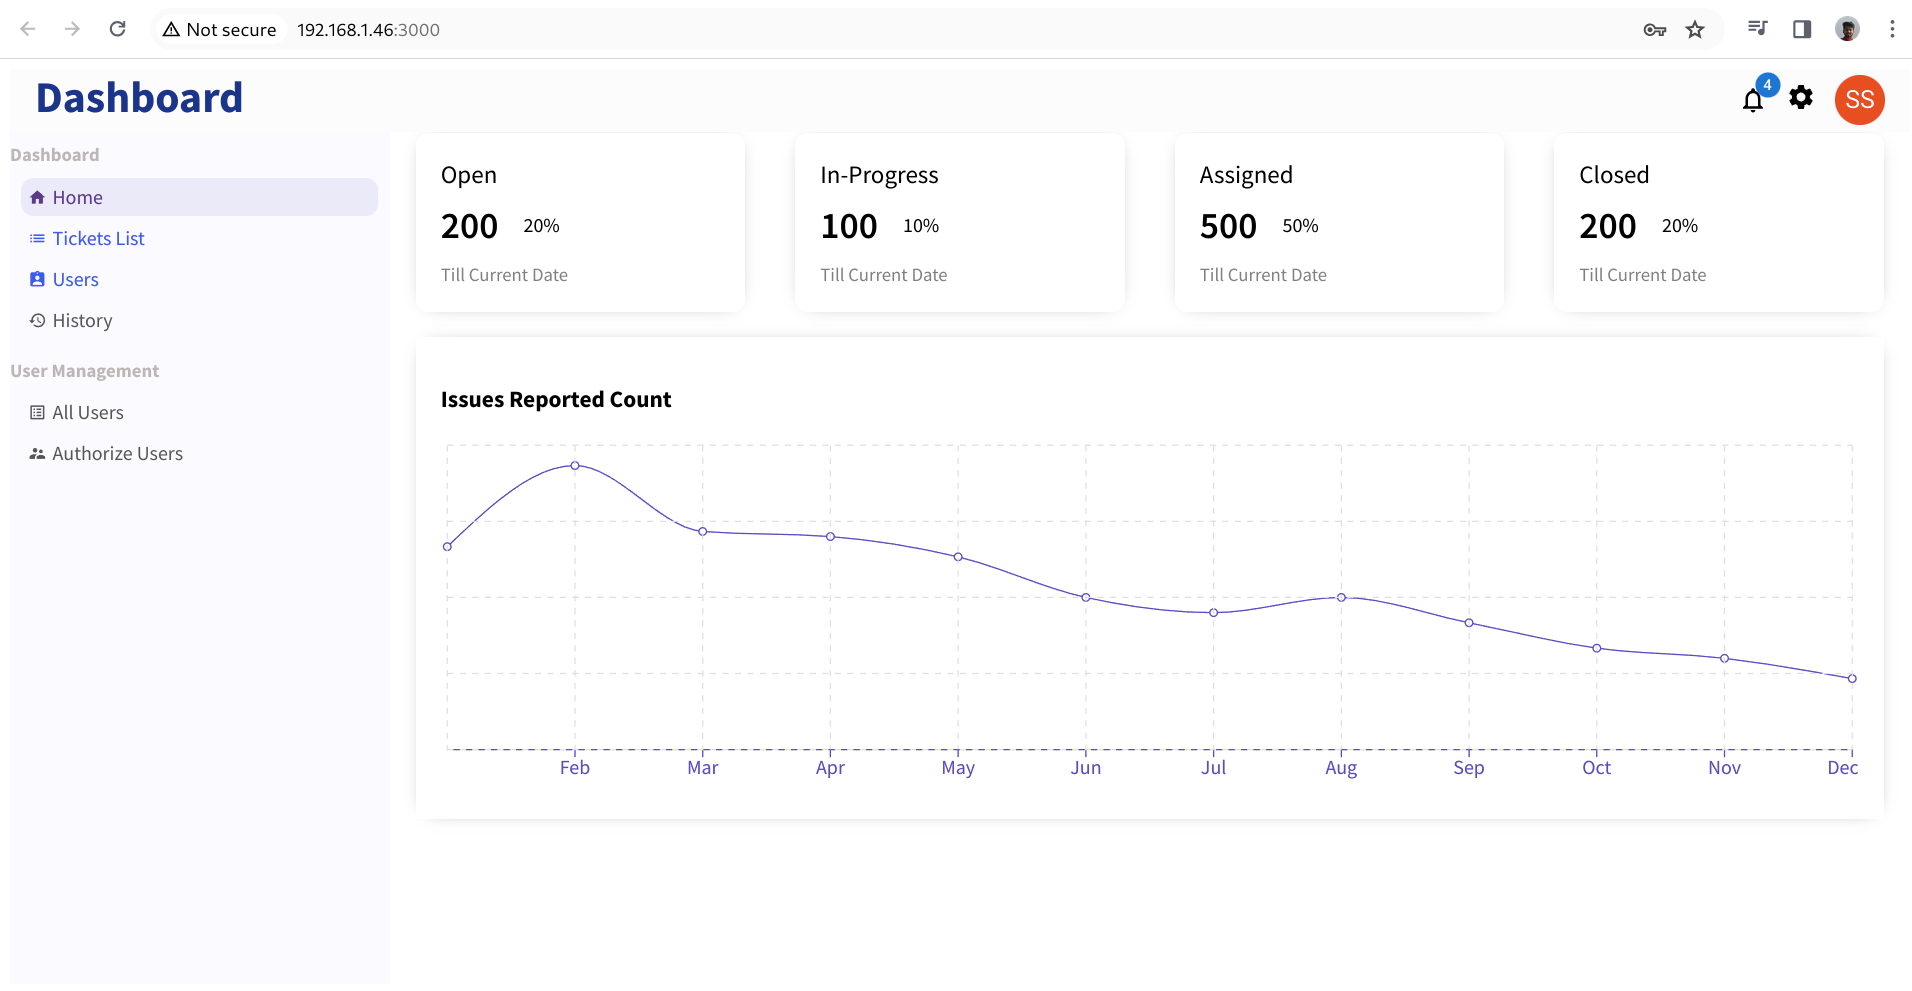 Not secure 192.168.1.46:3000
Dashboard
4
SS
Dashboard
Home
Tickets List
Users
History
User Management
All Users
Authorize Users
Open
200 20%
Till Current Date
In-Progress
100 10%
Till Current Date
Assigned
500 50%
Till Current Date
Closed
200 20%
Till Current Date
Issues Reported Count
Feb Mar Apr May Jun Jul Aug Sep Oct Nov Dec